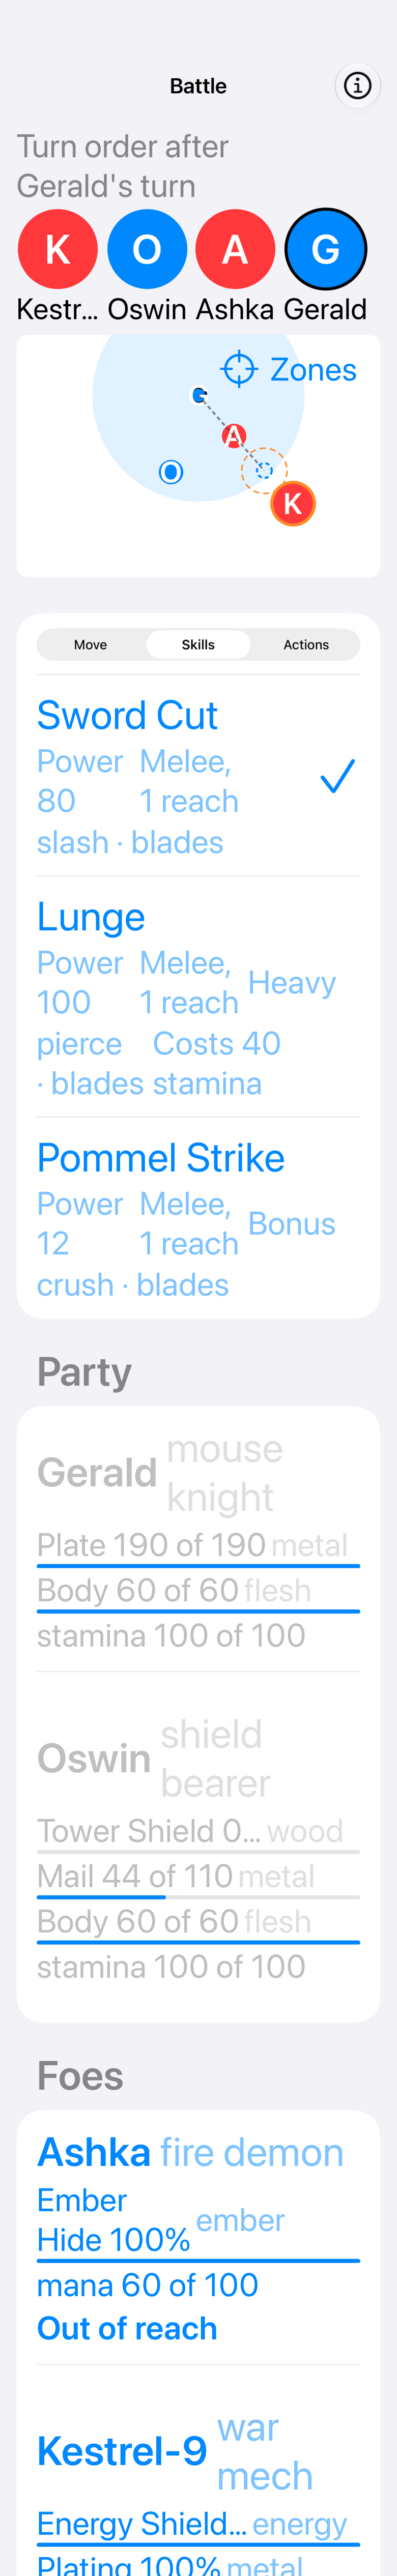 Battle
Turn order after
Gerald's turn
K O A G
Kestr... Oswin Ashka Gerald
Zones
G
A
O
K
Move Skills Actions
Sword Cut
Power 80
Melee, 1 reach
slash · blades
Lunge
Power 100
Melee, 1 reach
Heavy
pierce · blades
Costs 40 stamina
Pommel Strike
Power 12
Melee, 1 reach
Bonus
crush · blades
Party
Gerald mouse knight
Plate 190 of 190 metal
Body 60 of 60 flesh
stamina 100 of 100
Oswin shield bearer
Tower Shield 0... wood
Mail 44 of 110 metal
Body 60 of 60 flesh
stamina 100 of 100
Foes
Ashka fire demon
Ember Hide 100% ember
mana 60 of 100
Out of reach
Kestrel-9 war mech
Energy Shield... energy
Plating 100% metal